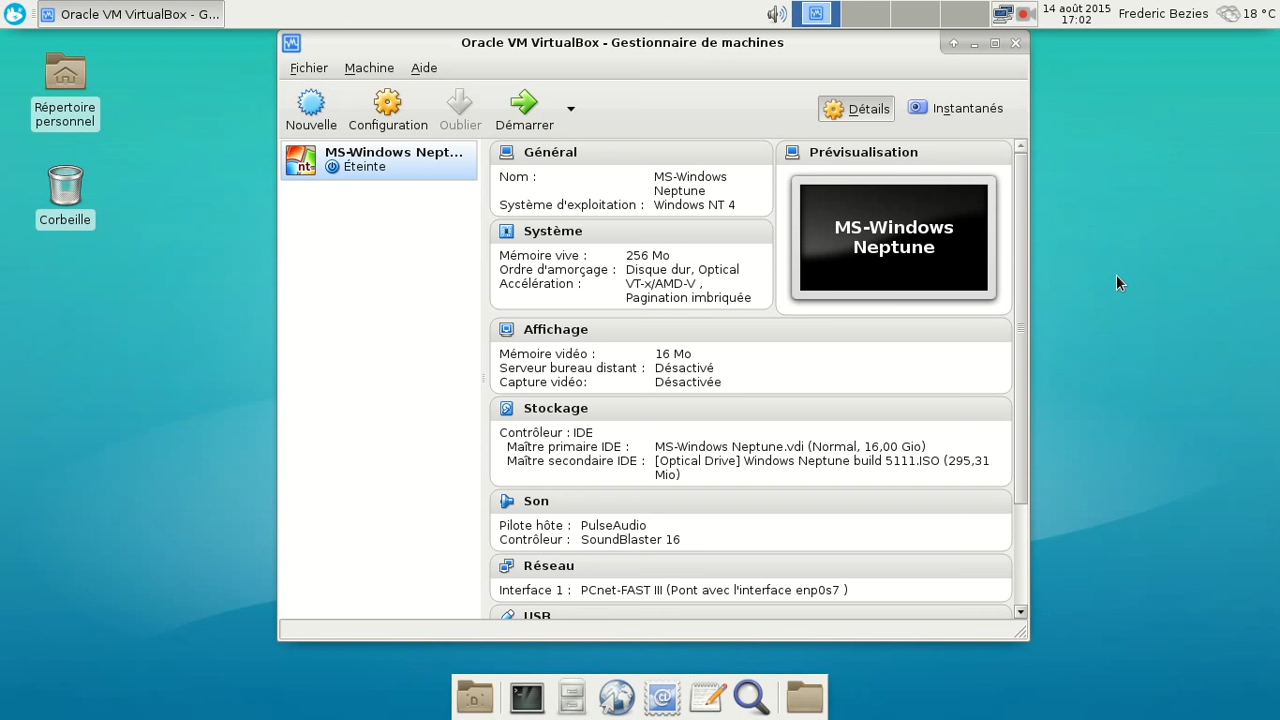 Oracle VM VirtualBox - G...
14 août 2015
17:02
Frederic Bezies
18 °C
Répertoire
personnel
Corbeille
Oracle VM VirtualBox - Gestionnaire de machines
Fichier Machine Aide
Nouvelle Configuration Oublier Démarrer
Détails Instantanés
MS-Windows Nept...
Éteinte
Général
Nom : MS-Windows
Neptune
Système d'exploitation : Windows NT 4
Système
Mémoire vive : 256 Mo
Ordre d'amorçage : Disque dur, Optical
Accélération : VT-x/AMD-V ,
Pagination imbriquée
Prévisualisation
MS-Windows
Neptune
Affichage
Mémoire vidéo : 16 Mo
Serveur bureau distant : Désactivé
Capture vidéo: Désactivée
Stockage
Contrôleur : IDE
Maître primaire IDE : MS-Windows Neptune.vdi (Normal, 16,00 Gio)
Maître secondaire IDE : [Optical Drive] Windows Neptune build 5111.ISO (295,31
Mio)
Son
Pilote hôte : PulseAudio
Contrôleur : SoundBlaster 16
Réseau
Interface 1 : PCnet-FAST III (Pont avec l'interface enp0s7 )
USB